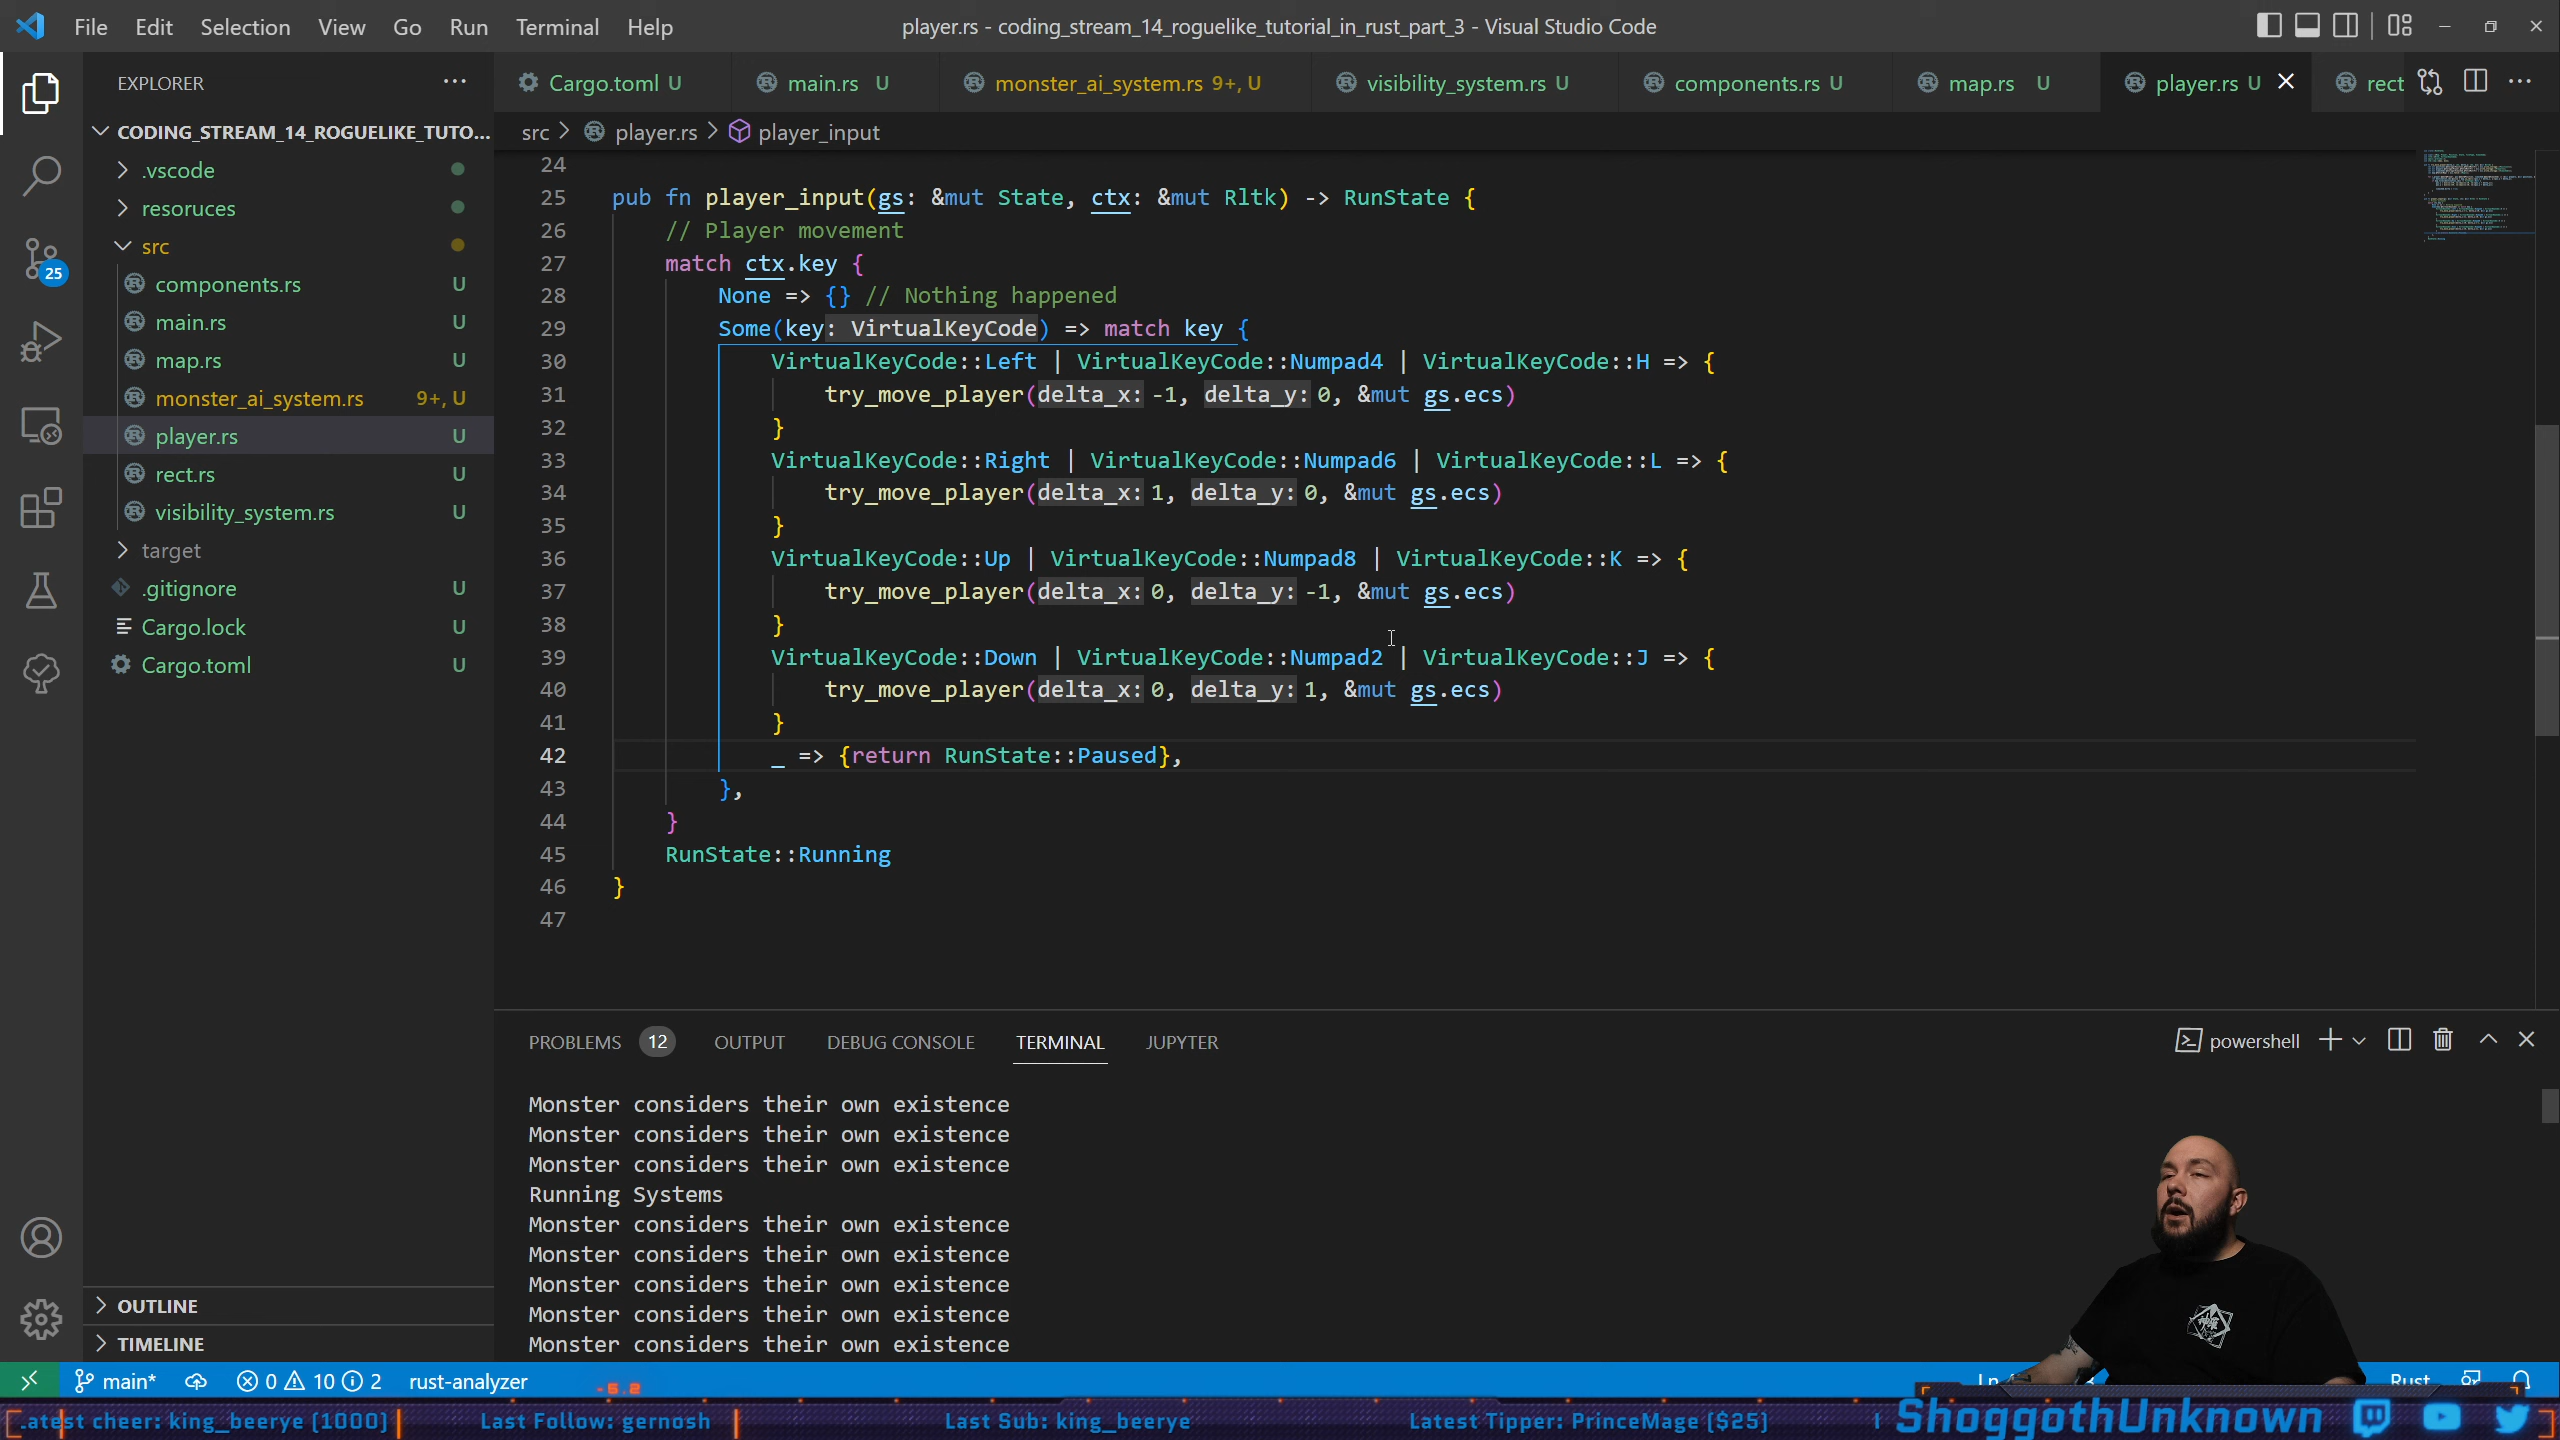 File Edit Selection View Go Run Terminal Help
player.rs - coding_stream_14_roguelike_tutorial_in_rust_part_3 - Visual Studio Code
EXPLORER
Cargo.toml U
main.rs U
monster_ai_system.rs 9+, U
visibility_system.rs U
components.rs U
map.rs U
player.rs U
rect
CODING_STREAM_14_ROGUELIKE_TUTO...
src > player.rs > player_input
.vscode
resoruces
src
components.rs U
main.rs U
map.rs U
monster_ai_system.rs 9+, U
player.rs U
rect.rs U
visibility_system.rs U
target
.gitignore U
Cargo.lock U
Cargo.toml U
25
OUTLINE
TIMELINE
24
25 pub fn player_input(gs: &mut State, ctx: &mut Rltk) -> RunState {
26 // Player movement
27 match ctx.key {
28 None => {} // Nothing happened
29 Some(key: VirtualKeyCode) => match key {
30 VirtualKeyCode::Left | VirtualKeyCode::Numpad4 | VirtualKeyCode::H => {
31 try_move_player(delta_x: -1, delta_y: 0, &mut gs.ecs)
32 }
33 VirtualKeyCode::Right | VirtualKeyCode::Numpad6 | VirtualKeyCode::L => {
34 try_move_player(delta_x: 1, delta_y: 0, &mut gs.ecs)
35 }
36 VirtualKeyCode::Up | VirtualKeyCode::Numpad8 | VirtualKeyCode::K => {
37 try_move_player(delta_x: 0, delta_y: -1, &mut gs.ecs)
38 }
39 VirtualKeyCode::Down | VirtualKeyCode::Numpad2 | VirtualKeyCode::J => {
40 try_move_player(delta_x: 0, delta_y: 1, &mut gs.ecs)
41 }
42 _ => {return RunState::Paused},
43 },
44 }
45 RunState::Running
46 }
47
PROBLEMS 12 OUTPUT DEBUG CONSOLE TERMINAL JUPYTER
powershell
Monster considers their own existence
Monster considers their own existence
Monster considers their own existence
Running Systems
Monster considers their own existence
Monster considers their own existence
Monster considers their own existence
Monster considers their own existence
Monster considers their own existence
main* 0 10 2 rust-analyzer
-5.2
Ln
Rust
atest cheer: king_beerye (1000)
Last Follow: gernosh
Last Sub: king_beerye
Latest Tipper: PrinceMage ($25)
ShoggothUnknown